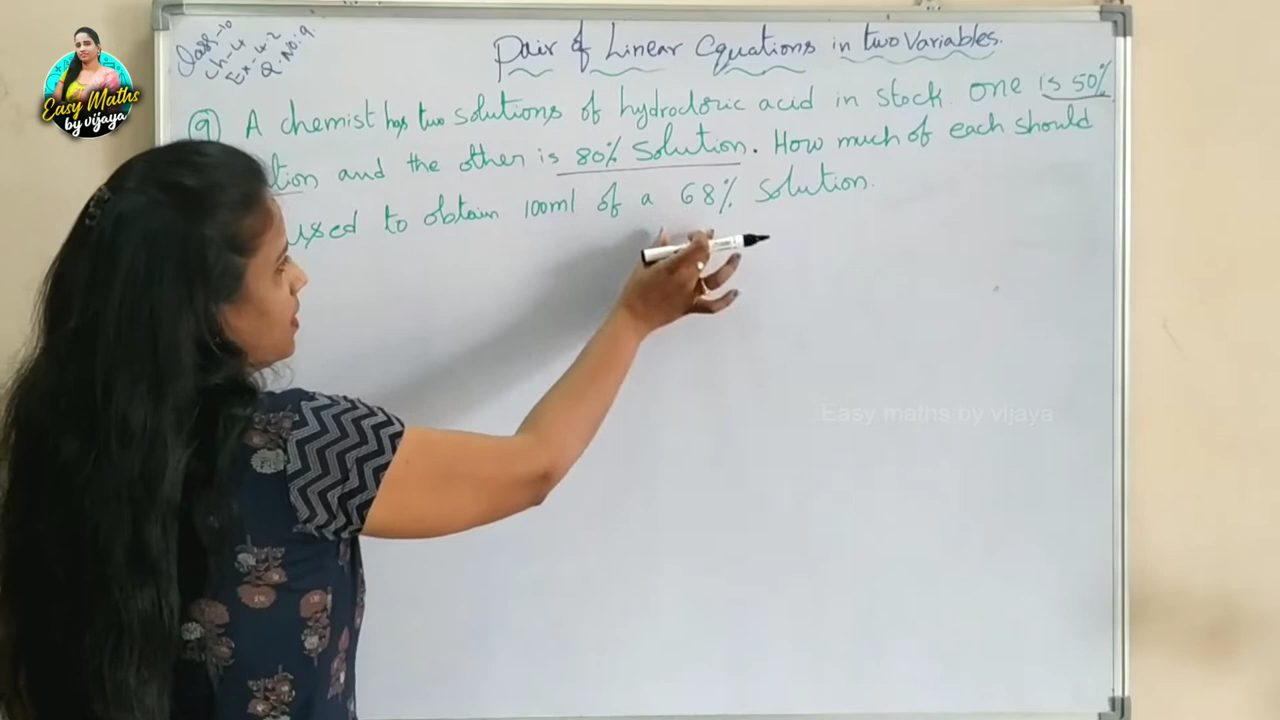 Easy Maths
by vijaya
Class-10
Ch-4
Ex-4.2
Q.No.9
Pair of Linear Equations in two Variables.
9) A chemist has two solutions of hydrocloric acid in stock. one is 50%
tion and the other is 80% solution. How much of each should
used to obtain 100ml of a 68% solution.
Easy maths by vijaya